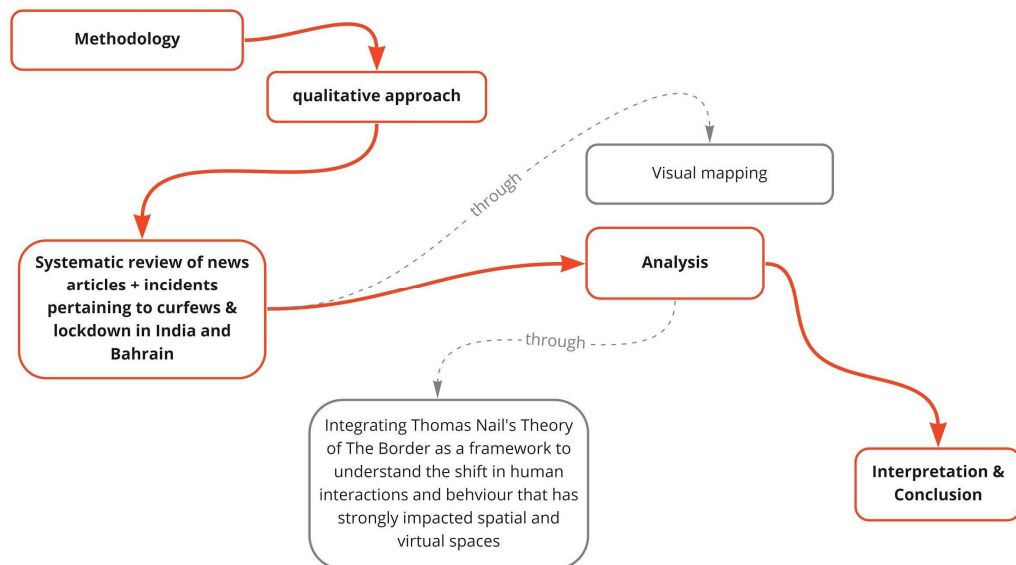 Methodology
qualitative approach
through
Visual mapping
Systematic review of news
articles + incidents
pertaining to curfews &
lockdown in India and
Bahrain
Analysis
through
Integrating Thomas Nail's Theory
of The Border as a framework to
understand the shift in human
interactions and behviour that has
strongly impacted spatial and
virtual spaces
Interpretation &
Conclusion